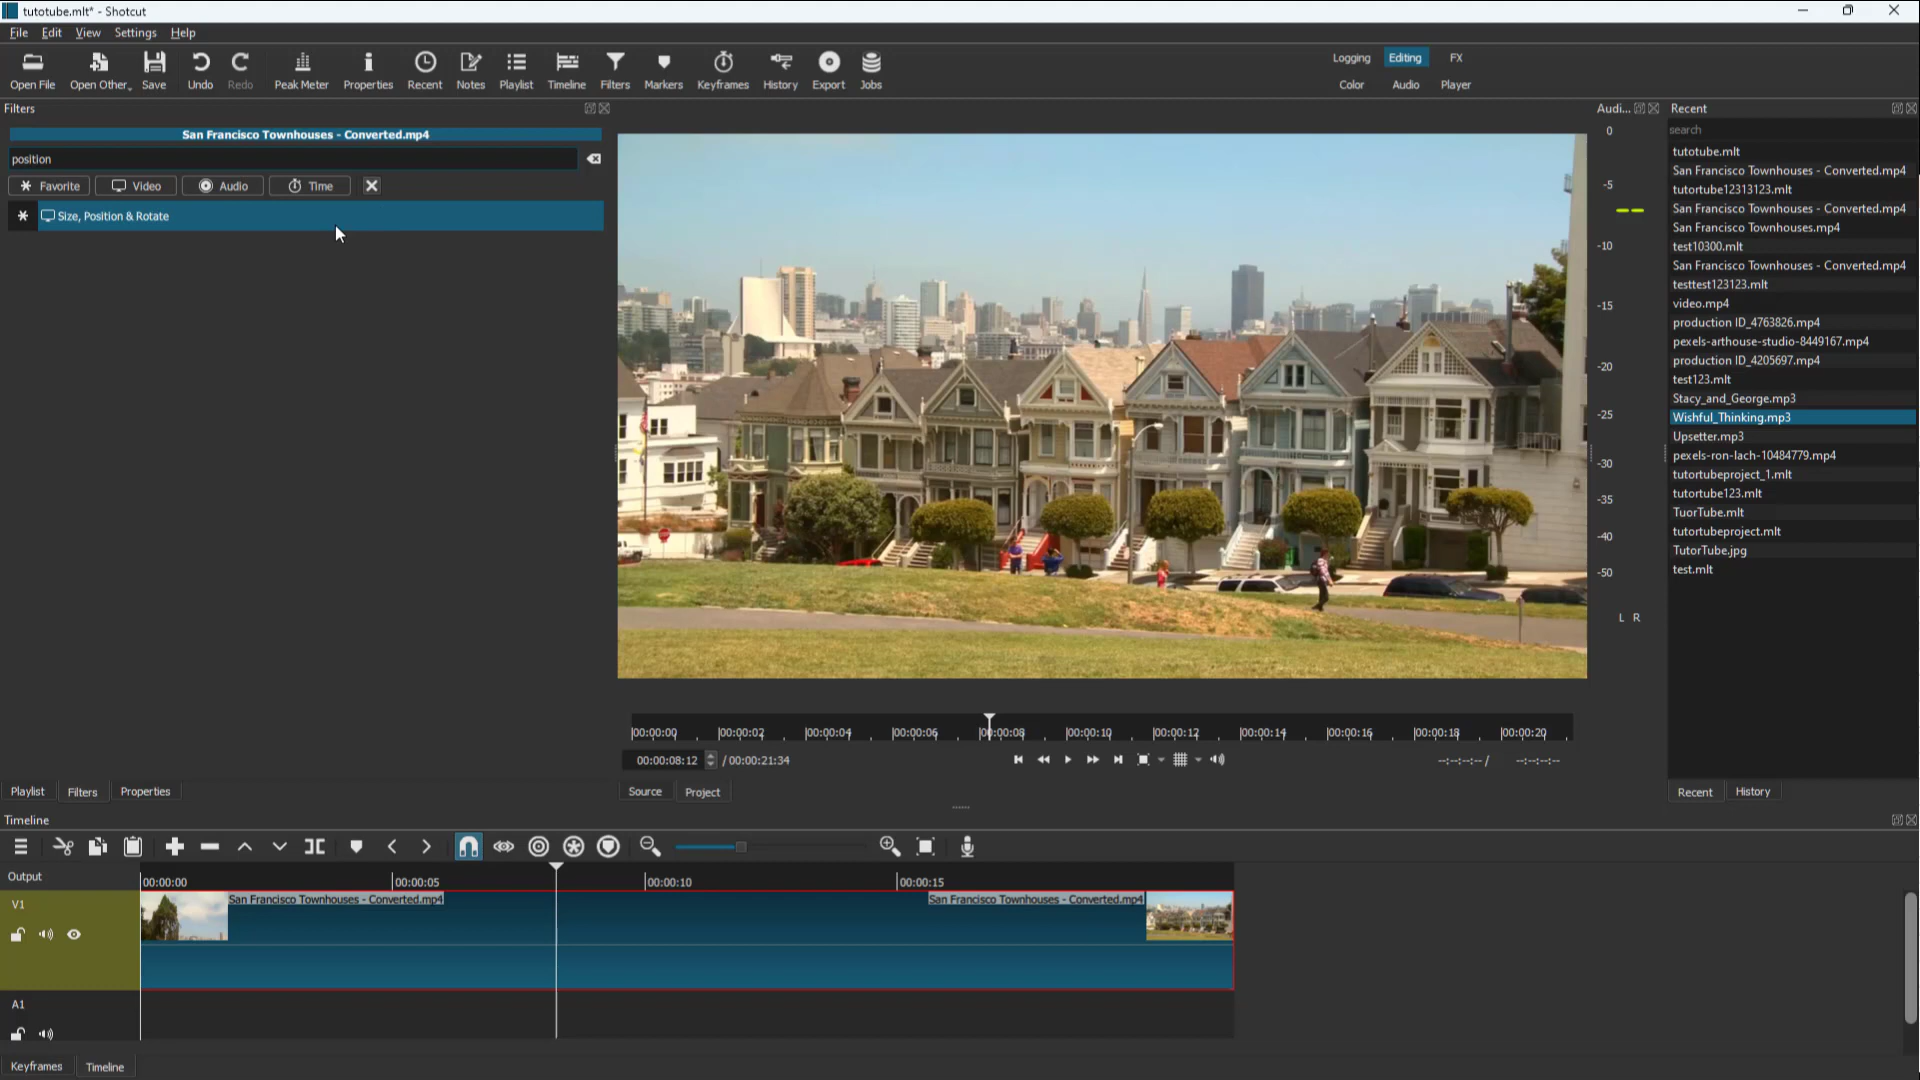 tutotube.mlt* - Shotcut
File Edit View Settings Help
Open File Open Other.. Save Undo Redo Peak Meter Properties Recent Notes Playlist Timeline Filters Markers Keyframes History Export Jobs
Logging Editing FX
Color Audio Player
Filters
San Francisco Townhouses - Converted.mp4
position
Favorite Video Audio Time
Size, Position & Rotate
Audi...
0
-5
-10
-15
-20
-25
-30
-35
-40
-50
L R
Recent
search
tutotube.mlt
San Francisco Townhouses - Converted.mp4
tutortube12313123.mlt
San Francisco Townhouses - Converted.mp4
San Francisco Townhouses.mp4
test10300.mlt
San Francisco Townhouses - Converted.mp4
testtest123123.mlt
video.mp4
production ID_4763826.mp4
pexels-arthouse-studio-8449167.mp4
production ID_4205697.mp4
test123.mlt
Stacy_and_George.mp3
Wishful_Thinking.mp3
Upsetter.mp3
pexels-ron-lach-10484779.mp4
tutortubeproject_1.mlt
tutortube123.mlt
TuorTube.mlt
tutortubeproject.mlt
TutorTube.jpg
test.mlt
00:00:00 00:00:02 00:00:04 00:00:06 00:00:08 00:00:10 00:00:12 00:00:14 00:00:16 00:00:18 00:00:20
00:00:08:12 / 00:00:21:34
--:--:--:-- / --:--:--:--
Playlist Filters Properties
Source Project
Recent History
Timeline
Output
00:00:00 00:00:05 00:00:10 00:00:15
V1
San Francisco Townhouses - Converted.mp4 San Francisco Townhouses - Converted.mp4
A1
Keyframes Timeline